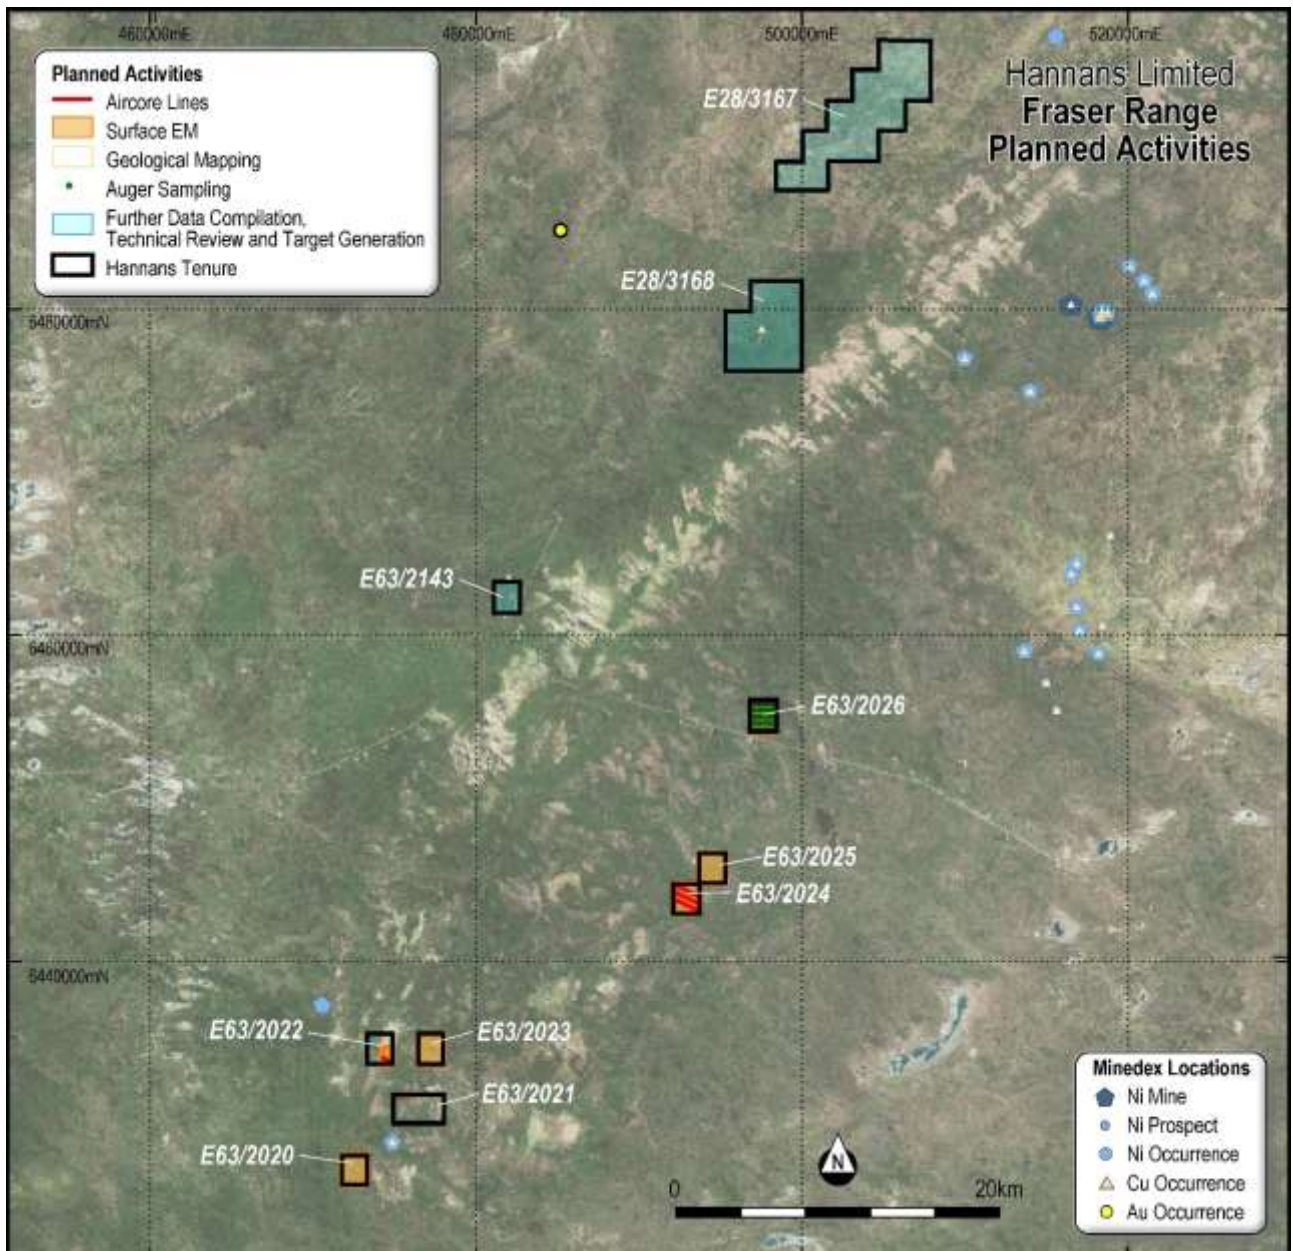 460000mE
480000mE
500000mE
520000mE
Hannans Limited
Fraser Range
Planned Activities
Planned Activities
Aircore Lines
Surface EM
Geological Mapping
Auger Sampling
Further Data Compilation,
Technical Review and Target Generation
Hannans Tenure
E28/3167
E28/3168
6480000mN
E63/2143
6460000mN
E63/2026
E63/2025
E63/2024
6440000mN
E63/2022
E63/2023
E63/2021
E63/2020
N
0
20km
Minedex Locations
Ni Mine
Ni Prospect
Ni Occurrence
Cu Occurrence
Au Occurrence